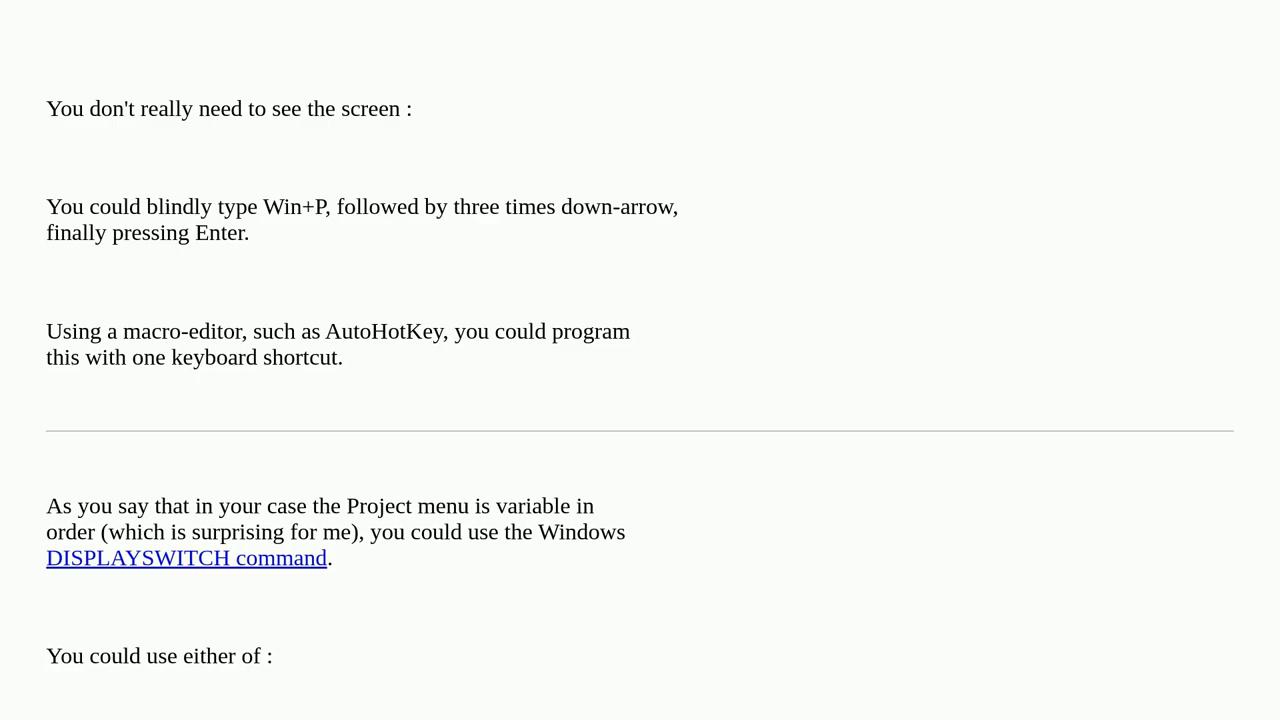 You don't really need to see the screen :
You could blindly type Win+P, followed by three times down-arrow,
finally pressing Enter.
Using a macro-editor, such as AutoHotKey, you could program
this with one keyboard shortcut.
As you say that in your case the Project menu is variable in
order (which is surprising for me), you could use the Windows
DISPLAYSWITCH command.
You could use either of :